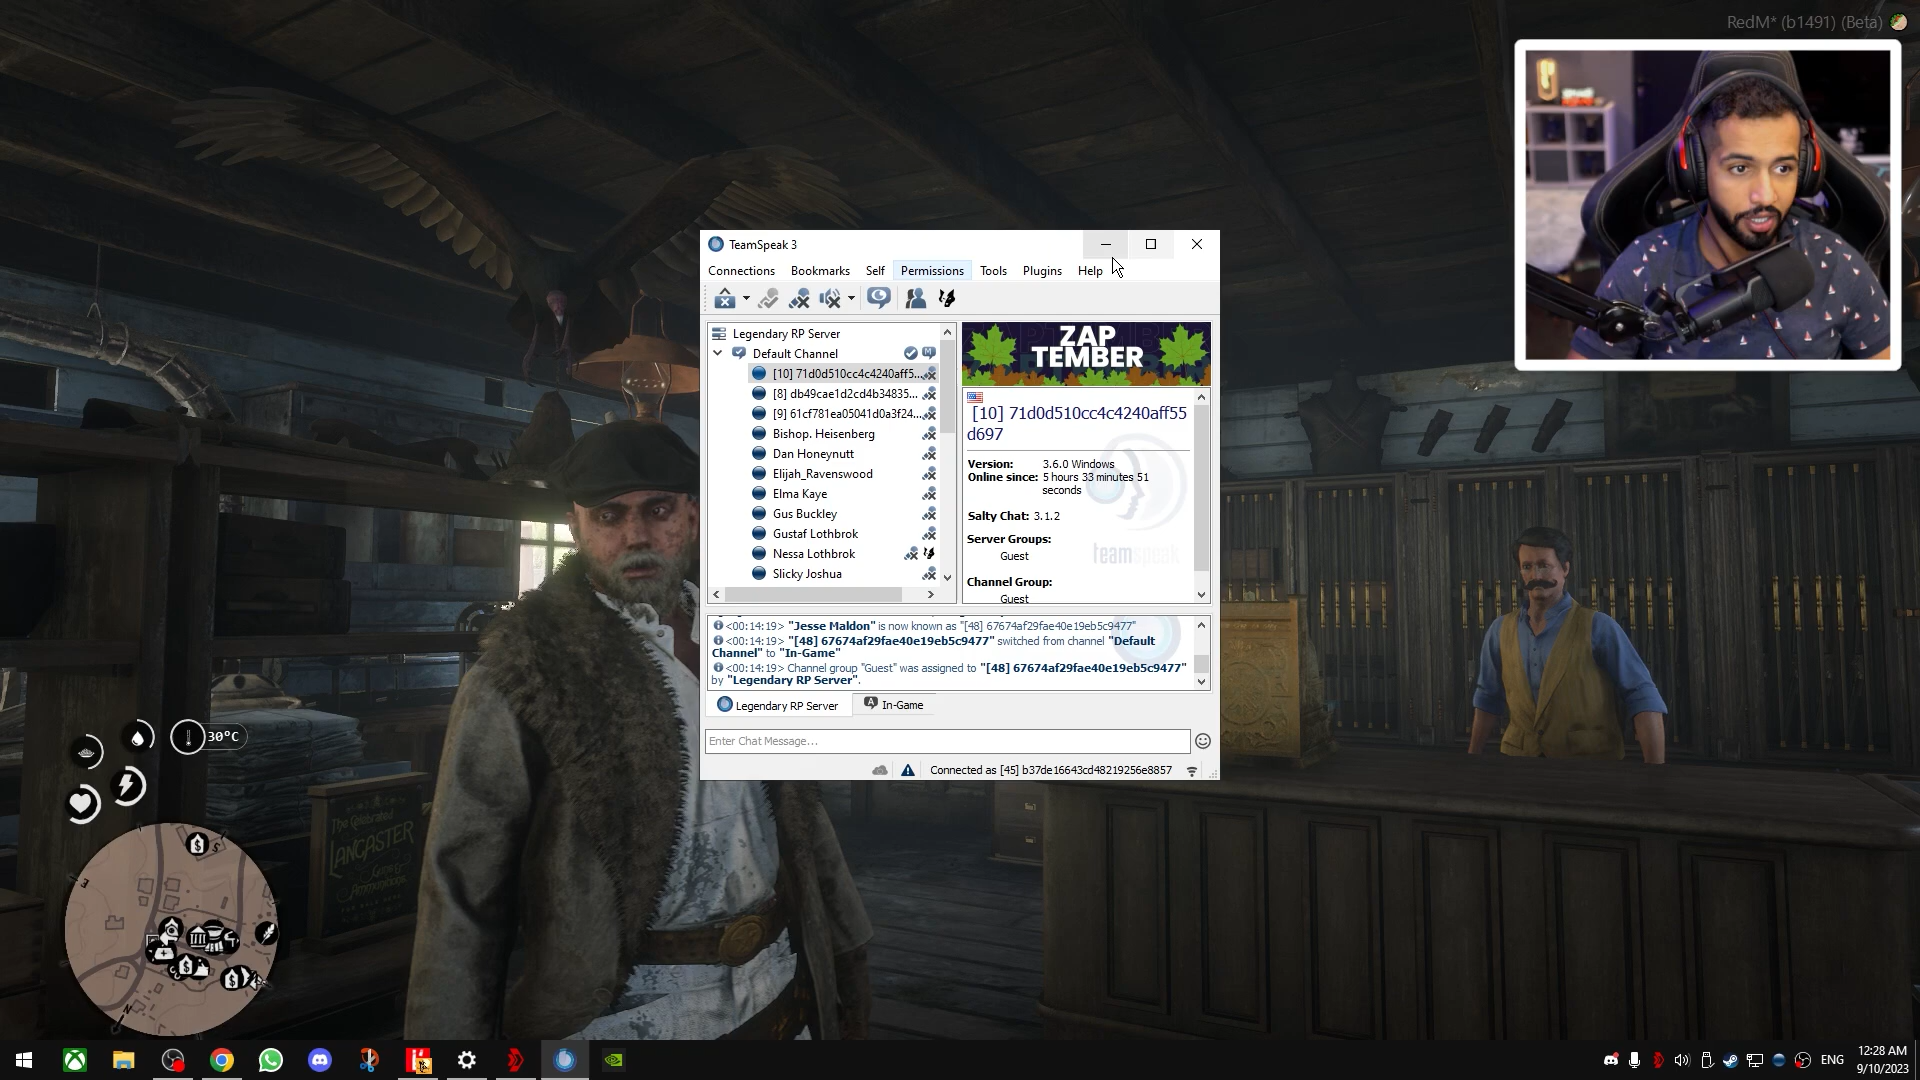 RedM* (b1491) (Beta)
TeamSpeak 3
Connections Bookmarks Self Permissions Tools Plugins Help
Legendary RP Server
Default Channel
[10] 71d0d510cc4c4240aff5...
[8] db49cae1d2cd4b34835...
[9] 61cf781ea05041d0a3f24...
Bishop. Heisenberg
Dan Honeynutt
Elijah_Ravenswood
Elma Kaye
Gus Buckley
Gustaf Lothbrok
Nessa Lothbrok
Slicky Joshua
ZAP
TEMBER
[10] 71d0d510cc4c4240aff55
d697
Version: 3.6.0 Windows
Online since: 5 hours 33 minutes 51
seconds
Salty Chat: 3.1.2
Server Groups:
Guest
Channel Group:
Guest
teamspeak
<00:14:19> "Jesse Maldon" is now known as "[48] 67674af29fae40e19eb5c9477"
<00:14:19> "[48] 67674af29fae40e19eb5c9477" switched from channel "Default
Channel" to "In-Game"
<00:14:19> Channel group "Guest" was assigned to "[48] 67674af29fae40e19eb5c9477"
by "Legendary RP Server".
Legendary RP Server In-Game
Enter Chat Message...
Connected as [45] b37de16643cd48219256e8857
30°C
The Celebrated
LANCASTER
ENG
12:28 AM
9/10/2023